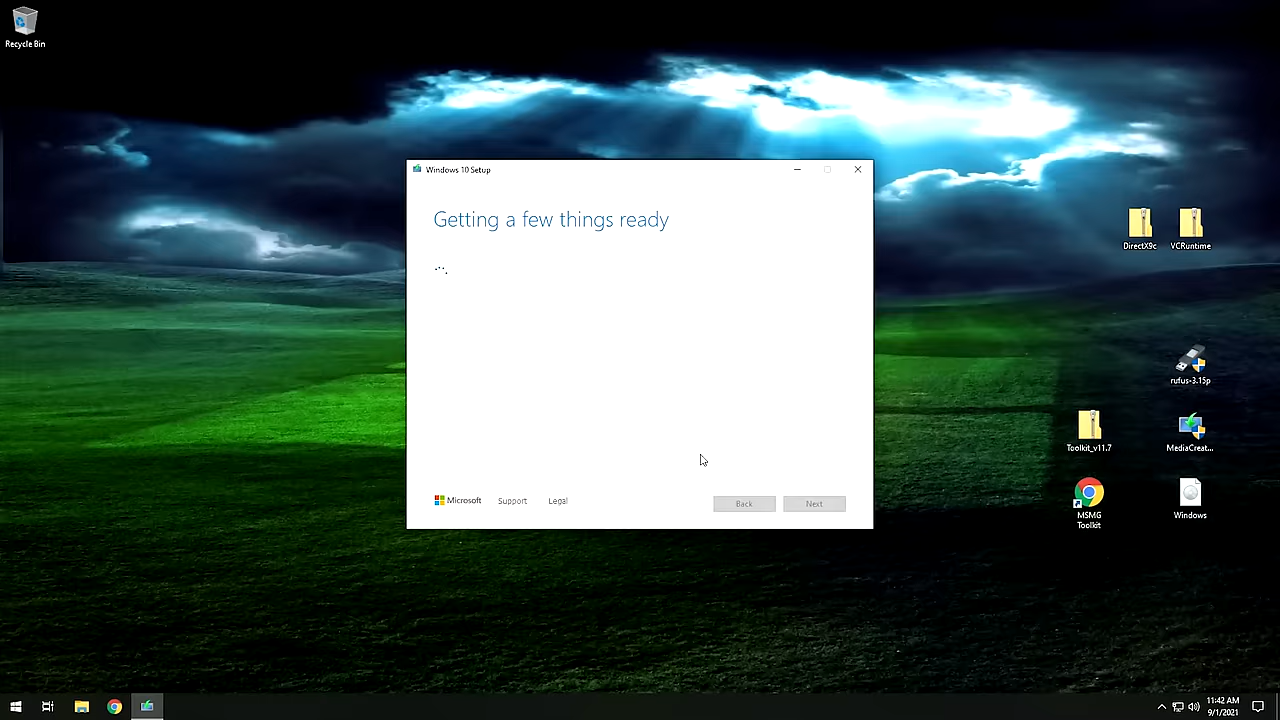 Recycle Bin
Windows 10 Setup
Getting a few things ready
Microsoft
Support
Legal
Back
Next
DirectX9c
VCRuntime
rufus-3.15p
Toolkit_v11.7
MediaCreat...
MSMG
Toolkit
Windows
11:42 AM
9/1/2021